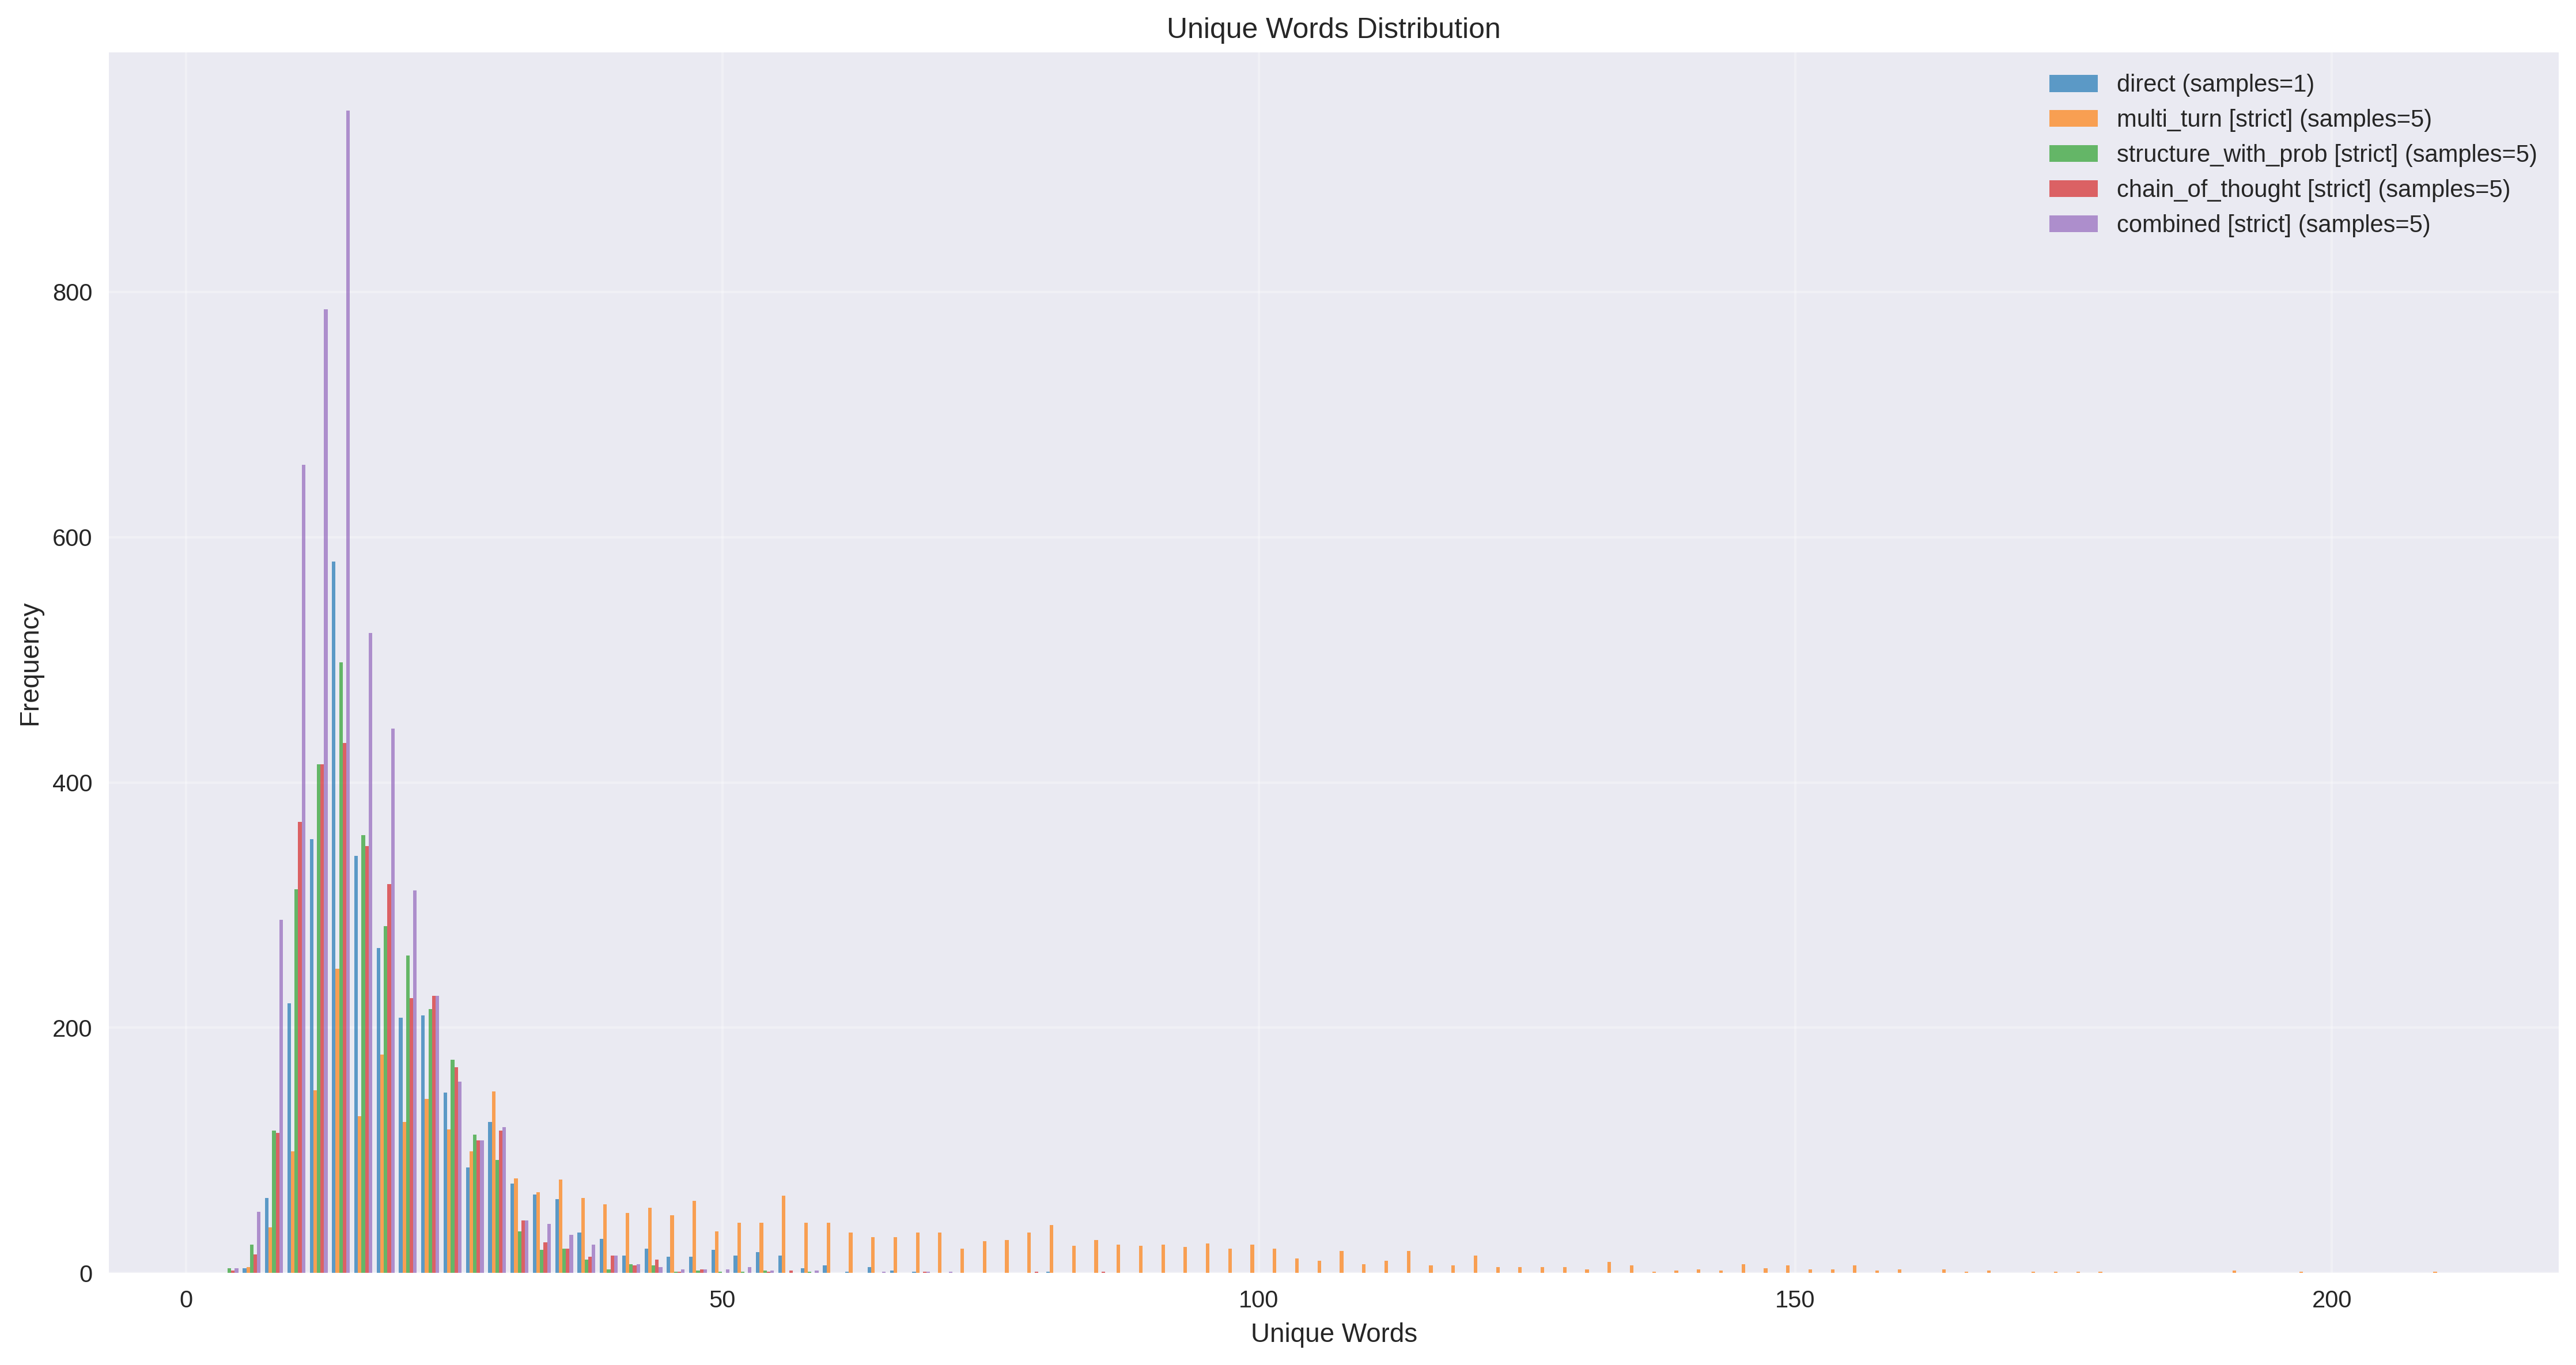 Unique Words Distribution
direct (samples=1)
multi_turn [strict] (samples=5)
structure_with_prob [strict] (samples=5)
chain_of_thought [strict] (samples=5)
combined [strict] (samples=5)
800
600
400
200
0
Frequency
0 50 100 150 200
Unique Words